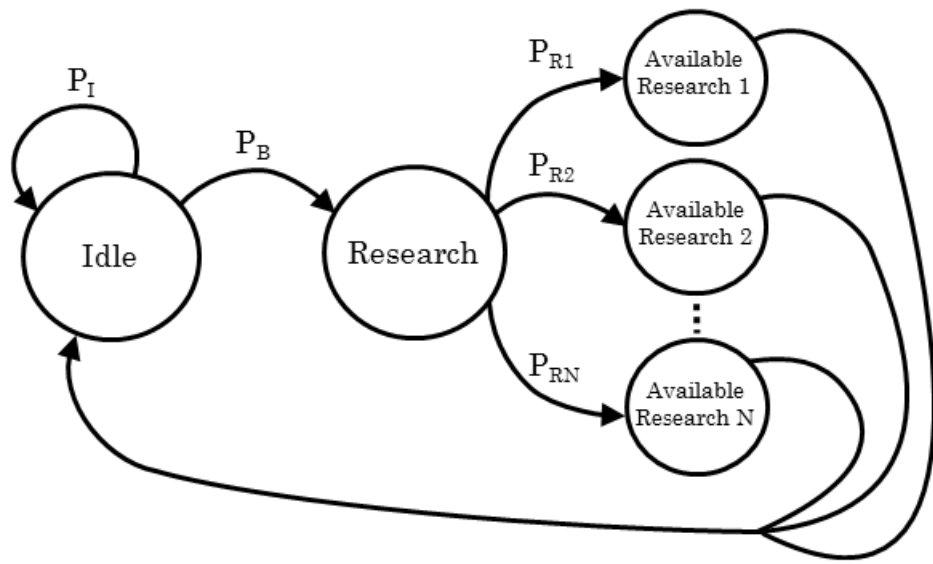 P_I
P_B
P_R1
P_R2
P_RN
Idle
Research
Available
Research 1
Available
Research 2
Available
Research N